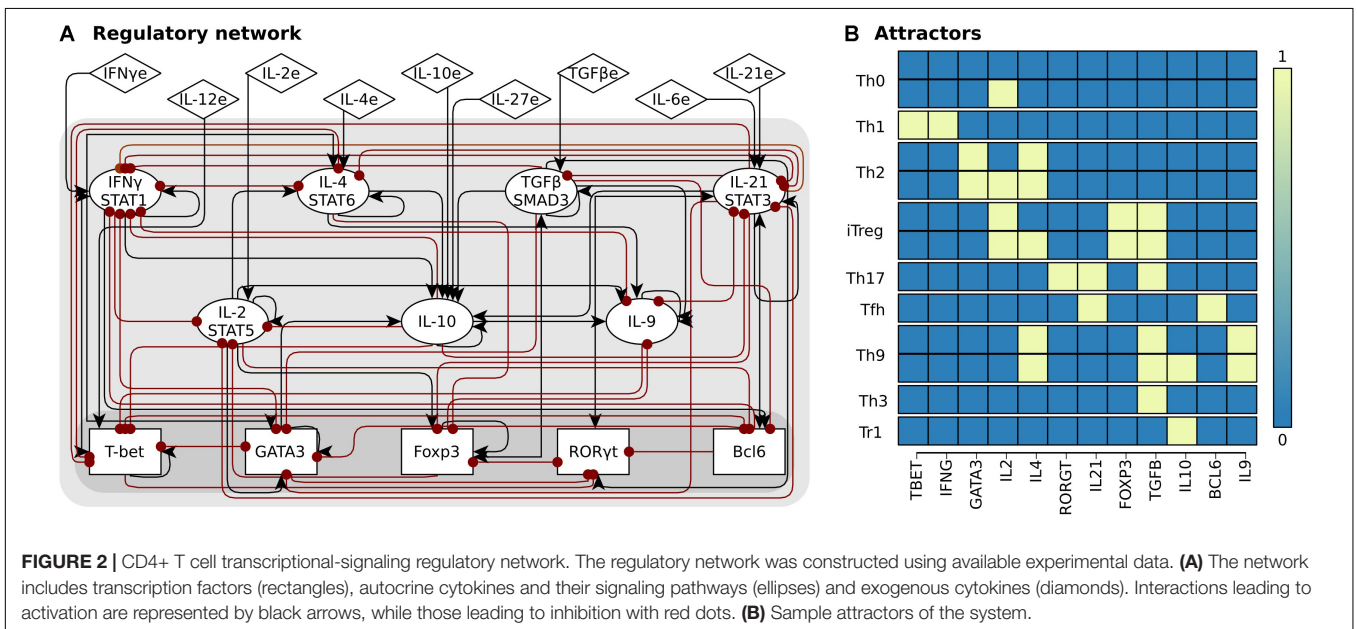 A Regulatory network
B Attractors
IFNγe
IL-2e
IL-10e
TGFβe
IL-21e
IL-12e
IL-4e
IL-27e
IL-6e
IFNγ
STAT1
IL-4
STAT6
TGFβ
SMAD3
IL-21
STAT3
IL-2
STAT5
IL-10
IL-9
T-bet
GATA3
Foxp3
RORγt
Bcl6
Th0
Th1
Th2
iTreg
Th17
Tfh
Th9
Th3
Tr1
TBET
IFNG
GATA3
IL2
IL4
RORGT
IL21
FOXP3
TGFB
IL10
BCL6
IL9
1
0
FIGURE 2 | CD4+ T cell transcriptional-signaling regulatory network. The regulatory network was constructed using available experimental data. (A) The network
includes transcription factors (rectangles), autocrine cytokines and their signaling pathways (ellipses) and exogenous cytokines (diamonds). Interactions leading to
activation are represented by black arrows, while those leading to inhibition with red dots. (B) Sample attractors of the system.